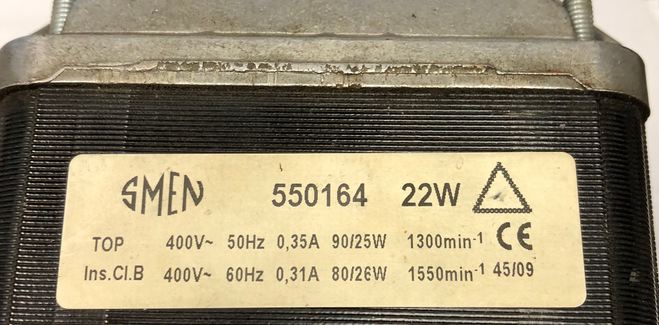 SMEN 550164 22W
TOP 400V~ 50Hz 0,35A 90/25W 1300min-1 CE
Ins.Cl.B 400V~ 60Hz 0,31A 80/26W 1550min-1 45/09